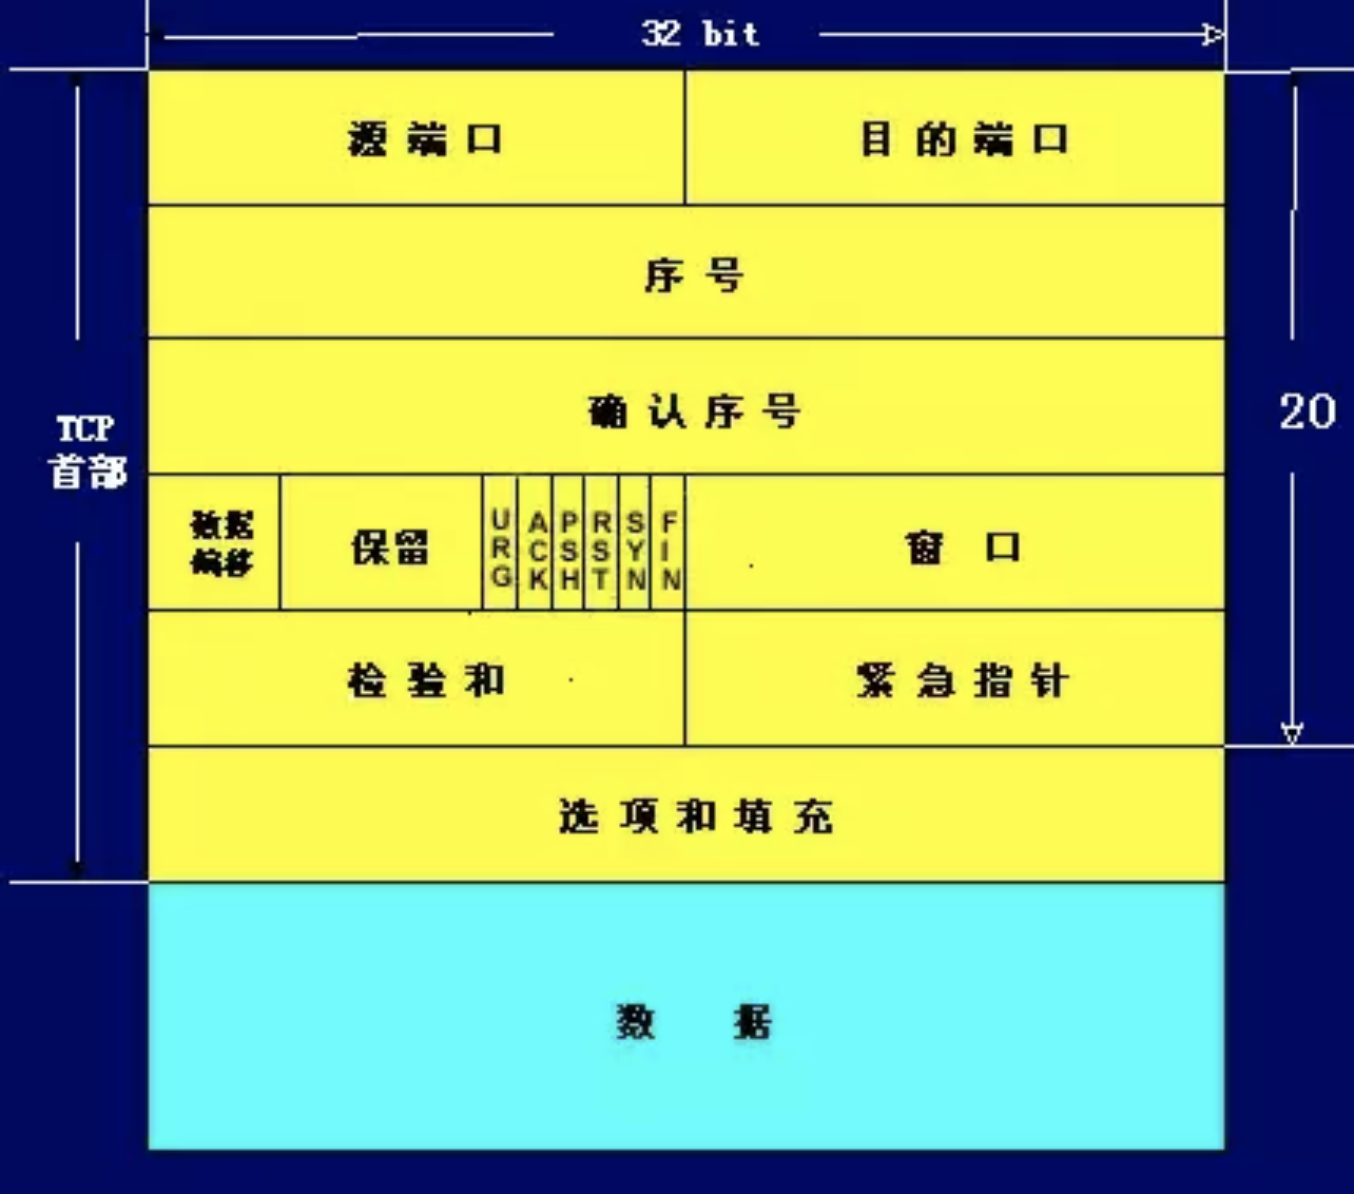 32 bit
源端口
目的端口
序号
确认序号
TCP
首部
20
数据
偏移
保留
URG
ACK
PSH
RST
SYN
FIN
窗口
检验和
紧急指针
选项和填充
数据